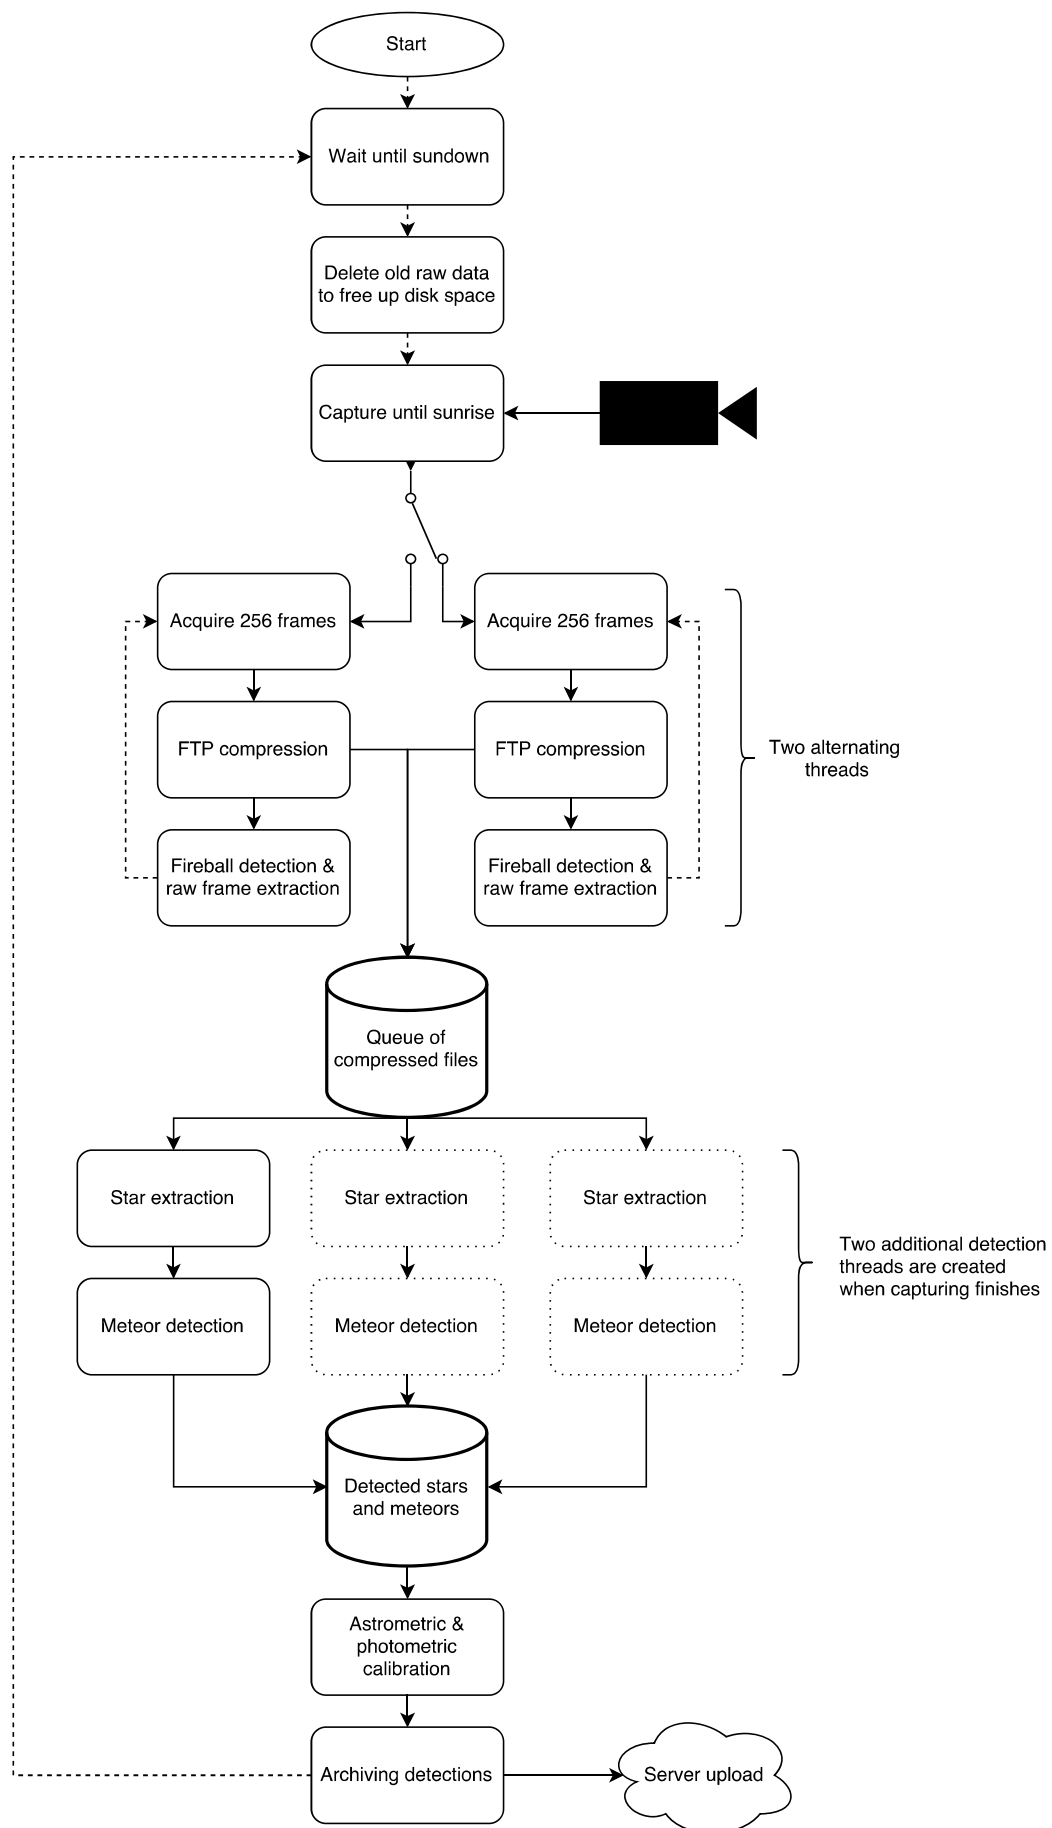 Start
Wait until sundown
Delete old raw data
to free up disk space
Capture until sunrise
Acquire 256 frames
Acquire 256 frames
FTP compression
FTP compression
Two alternating
threads
Fireball detection &
raw frame extraction
Fireball detection &
raw frame extraction
Queue of
compressed files
Star extraction
Star extraction
Star extraction
Two additional detection
threads are created
when capturing finishes
Meteor detection
Meteor detection
Meteor detection
Detected stars
and meteors
Astrometric &
photometric
calibration
Archiving detections
Server upload